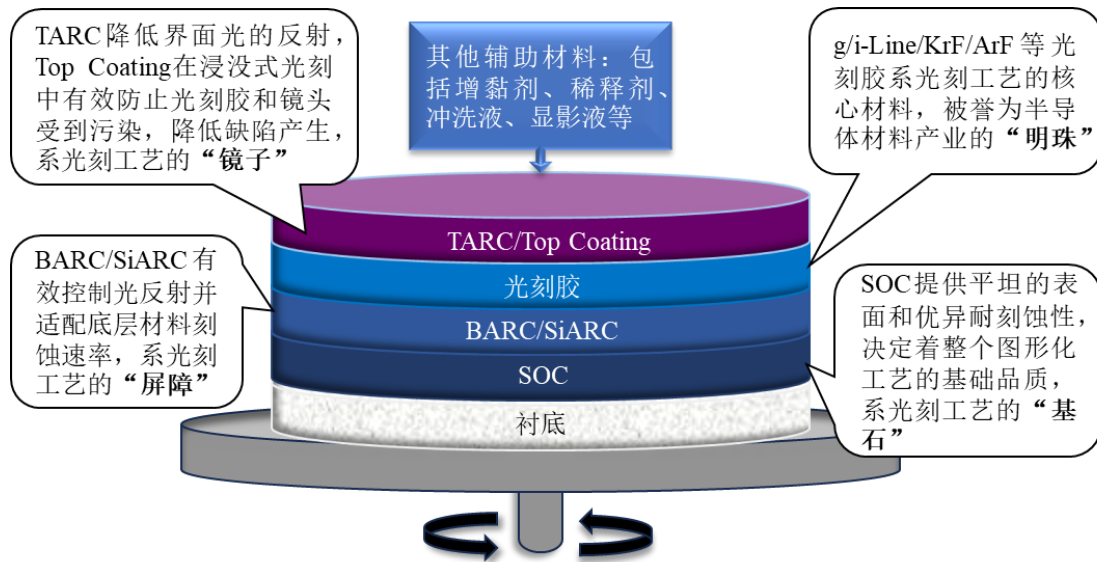 TARC降低界面光的反射，
Top Coating在浸没式光刻
中有效防止光刻胶和镜头
受到污染，降低缺陷产生，
系光刻工艺的“镜子”
其他辅助材料：包
括增黏剂、稀释剂、
冲洗液、显影液等
g/i-Line/KrF/ArF等光
刻胶系光刻工艺的核
心材料，被誉为半导
体材料产业的“明珠”
TARC/Top Coating
光刻胶
BARC/SiARC
SOC
衬底
BARC/SiARC有
效控制光反射并
适配底层材料刻
蚀速率，系光刻
工艺的“屏障”
SOC提供平坦的表
面和优异耐刻蚀性，
决定着整个图形化
工艺的基础品质，
系光刻工艺的“基
石”